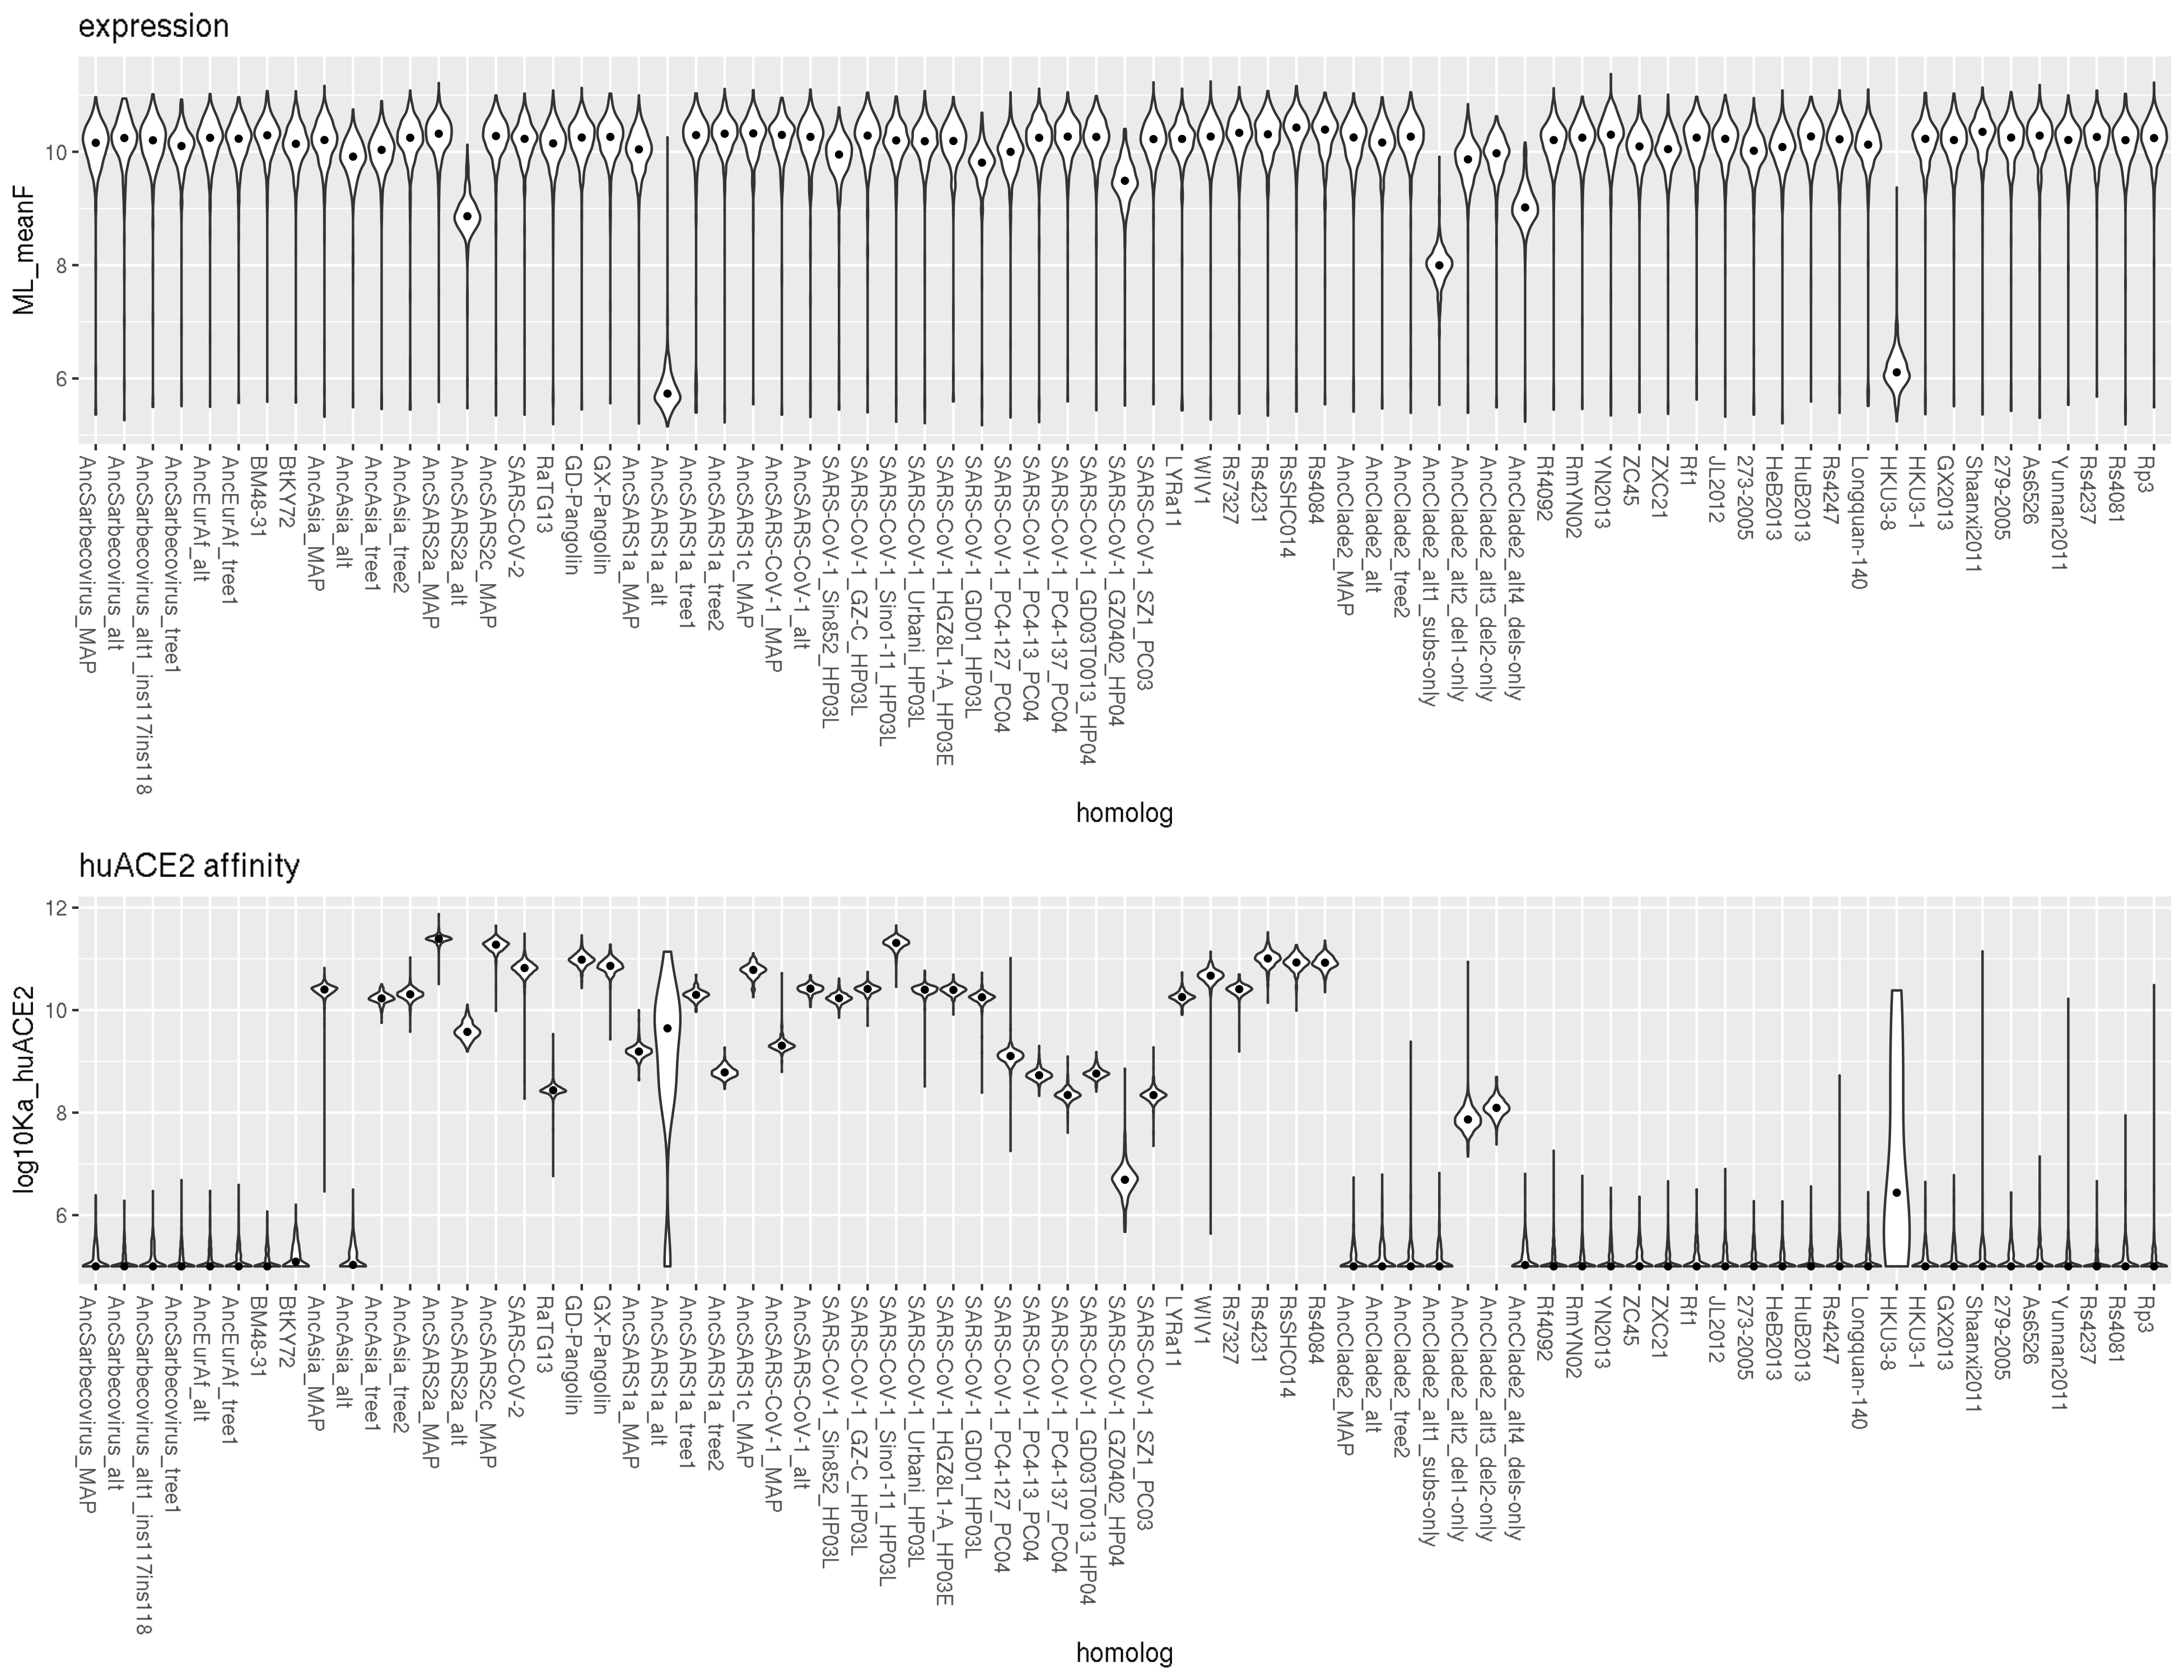 expression
ML_meanF
10
8
6
AncSarbecovirus_MAP
AncSarbecovirus_alt
AncSarbecovirus_alt1_ins117ins118
AncSarbecovirus_tree1
AncEurAf_alt
AncEurAf_tree1
BM48-31
BtKY72
AncAsia_MAP
AncAsia_alt
AncAsia_tree1
AncAsia_tree2
AncSARS2a_MAP
AncSARS2a_alt
AncSARS2c_MAP
SARS-CoV-2
RaTG13
GD-Pangolin
GX-Pangolin
AncSARS1a_MAP
AncSARS1a_alt
AncSARS1a_tree1
AncSARS1a_tree2
AncSARS1c_MAP
AncSARS-CoV-1_MAP
AncSARS-CoV-1_alt
SARS-CoV-1_Sin852_HP03L
SARS-CoV-1_GZ-C_HP03L
SARS-CoV-1_Sino1-11_HP03L
SARS-CoV-1_Urbani_HP03L
SARS-CoV-1_HGZ8L1-A_HP03E
SARS-CoV-1_GD01_HP03L
SARS-CoV-1_PC4-127_PC04
SARS-CoV-1_PC4-13_PC04
SARS-CoV-1_PC4-137_PC04
SARS-CoV-1_GD03T0013_HP04
SARS-CoV-1_GZ0402_HP04
SARS-CoV-1_SZ1_PC03
LYRa11
WIV1
Rs7327
Rs4231
RsSHC014
Rs4084
AncClade2_MAP
AncClade2_alt
AncClade2_tree2
AncClade2_alt1_subs-only
AncClade2_alt2_del1-only
AncClade2_alt3_del2-only
AncClade2_alt4_dels-only
Rf4092
RmYN02
YN2013
ZC45
ZXC21
Rf1
JL2012
273-2005
HeB2013
HuB2013
Rs4247
Longquan-140
HKU3-8
HKU3-1
GX2013
Shaanxi2011
279-2005
As6526
Yunnan2011
Rs4237
Rs4081
Rp3
homolog
huACE2 affinity
log10Ka_huACE2
12
10
8
6
AncSarbecovirus_MAP
AncSarbecovirus_alt
AncSarbecovirus_alt1_ins117ins118
AncSarbecovirus_tree1
AncEurAf_alt
AncEurAf_tree1
BM48-31
BtKY72
AncAsia_MAP
AncAsia_alt
AncAsia_tree1
AncAsia_tree2
AncSARS2a_MAP
AncSARS2a_alt
AncSARS2c_MAP
SARS-CoV-2
RaTG13
GD-Pangolin
GX-Pangolin
AncSARS1a_MAP
AncSARS1a_alt
AncSARS1a_tree1
AncSARS1a_tree2
AncSARS1c_MAP
AncSARS-CoV-1_MAP
AncSARS-CoV-1_alt
SARS-CoV-1_Sin852_HP03L
SARS-CoV-1_GZ-C_HP03L
SARS-CoV-1_Sino1-11_HP03L
SARS-CoV-1_Urbani_HP03L
SARS-CoV-1_HGZ8L1-A_HP03E
SARS-CoV-1_GD01_HP03L
SARS-CoV-1_PC4-127_PC04
SARS-CoV-1_PC4-13_PC04
SARS-CoV-1_PC4-137_PC04
SARS-CoV-1_GD03T0013_HP04
SARS-CoV-1_GZ0402_HP04
SARS-CoV-1_SZ1_PC03
LYRa11
WIV1
Rs7327
Rs4231
RsSHC014
Rs4084
AncClade2_MAP
AncClade2_alt
AncClade2_tree2
AncClade2_alt1_subs-only
AncClade2_alt2_del1-only
AncClade2_alt3_del2-only
AncClade2_alt4_dels-only
Rf4092
RmYN02
YN2013
ZC45
ZXC21
Rf1
JL2012
273-2005
HeB2013
HuB2013
Rs4247
Longquan-140
HKU3-8
HKU3-1
GX2013
Shaanxi2011
279-2005
As6526
Yunnan2011
Rs4237
Rs4081
Rp3
homolog